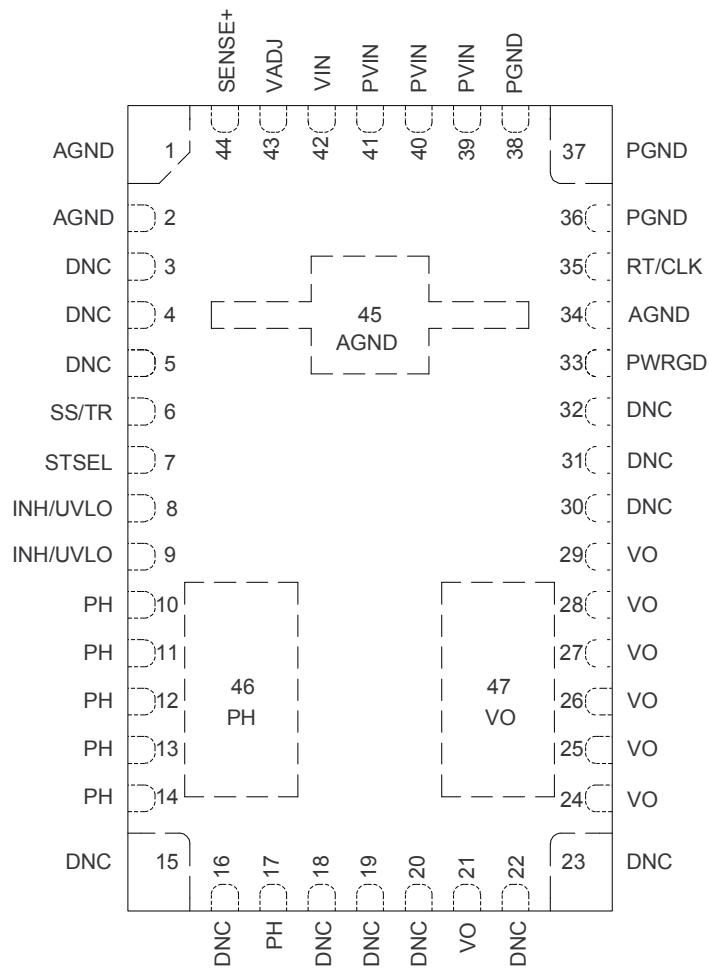 SENSE+ VADJ VIN PVIN PVIN PVIN PGND
44 43 42 41 40 39 38
AGND 1 37 PGND
AGND 2 36 PGND
DNC 3 35 RT/CLK
DNC 4 34 AGND
45
AGND
DNC 5 33 PWRGD
SS/TR 6 32 DNC
STSEL 7 31 DNC
INH/UVLO 8 30 DNC
INH/UVLO 9 29 VO
PH 10 28 VO
PH 11 27 VO
46
PH
47
VO
PH 12 26 VO
PH 13 25 VO
PH 14 24 VO
DNC 15 23 DNC
16 17 18 19 20 21 22
DNC PH DNC DNC DNC VO DNC